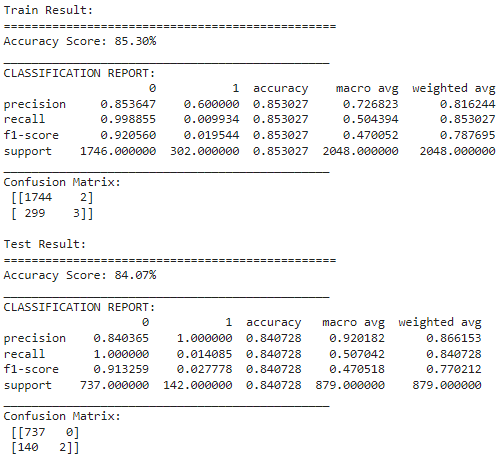 Train Result:
================================================
Accuracy Score: 85.30%
_______________________________________________
CLASSIFICATION REPORT:
                     0           1  accuracy    macro avg  weighted avg
precision     0.853647    0.600000  0.853027     0.726823      0.816244
recall        0.998855    0.009934  0.853027     0.504394      0.853027
f1-score      0.920560    0.019544  0.853027     0.470052      0.787695
support    1746.000000  302.000000  0.853027  2048.000000   2048.000000
_______________________________________________
Confusion Matrix:
 [[1744    2]
 [ 299    3]]
Test Result:
================================================
Accuracy Score: 84.07%
_______________________________________________
CLASSIFICATION REPORT:
                    0           1  accuracy   macro avg  weighted avg
precision    0.840365    1.000000  0.840728    0.920182      0.866153
recall       1.000000    0.014085  0.840728    0.507042      0.840728
f1-score     0.913259    0.027778  0.840728    0.470518      0.770212
support    737.000000  142.000000  0.840728  879.000000    879.000000
_______________________________________________
Confusion Matrix:
 [[737   0]
 [140   2]]